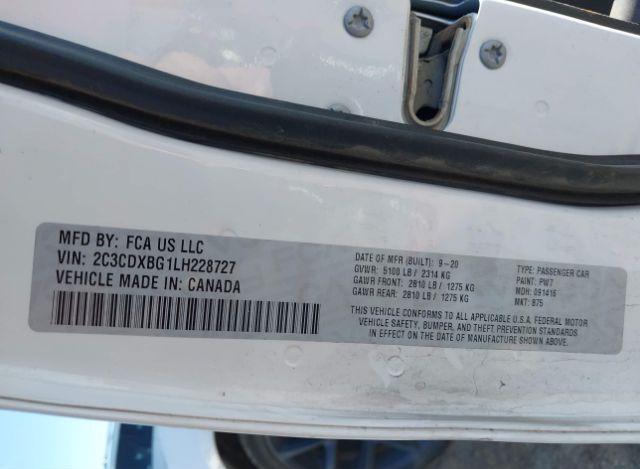 MFD BY: FCA US LLC
VIN: 2C3CDXBG1LH228727
VEHICLE MADE IN: CANADA
DATE OF MFR (BUILT): 9-20
GVWR: 5100 LB / 2314 KG
GAWR FRONT: 2810 LB / 1275 KG
GAWR REAR: 2810 LB / 1275 KG
TYPE: PASSENGER CAR
PAINT: PW7
MDH: 091416
MKT: B75
THIS VEHICLE CONFORMS TO ALL APPLICABLE U.S.A. FEDERAL MOTOR
VEHICLE SAFETY, BUMPER, AND THEFT PREVENTION STANDARDS
IN EFFECT ON THE DATE OF MANUFACTURE SHOWN ABOVE.